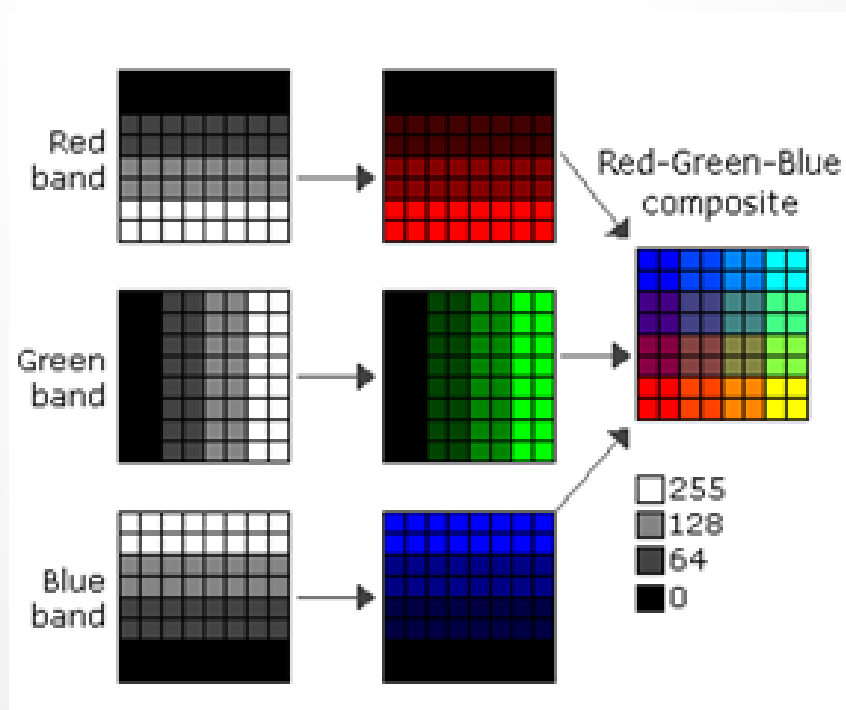 Red
band
Red-Green-Blue
composite
Green
band
255
128
64
0
Blue
band